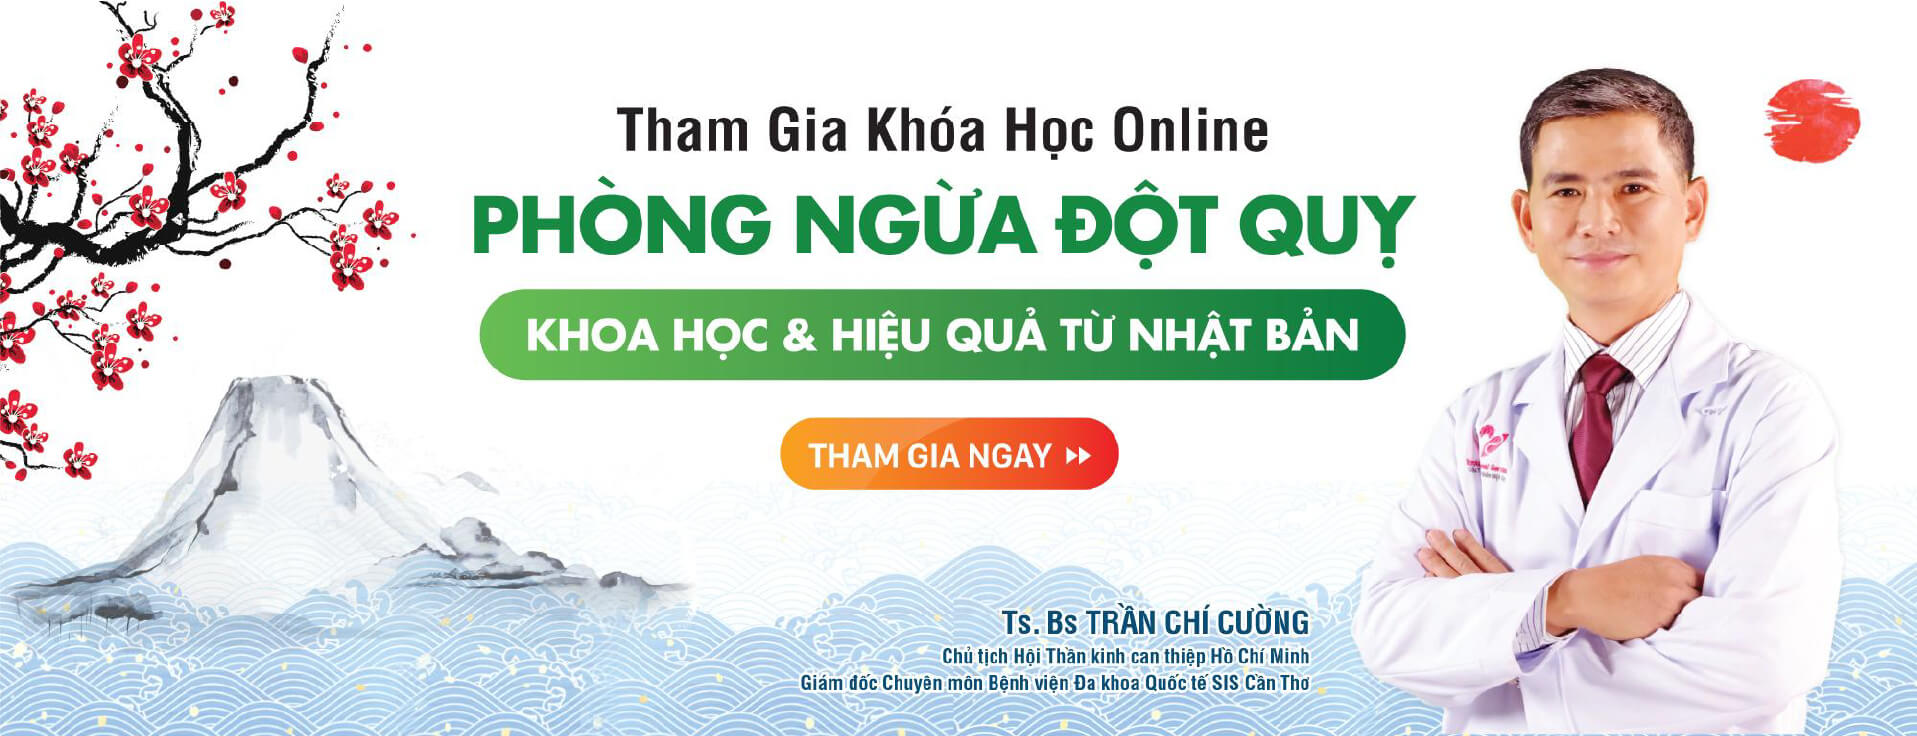 Tham Gia Khóa Học Online
PHÒNG NGỪA ĐỘT QUỴ
KHOA HỌC & HIỆU QUẢ TỪ NHẬT BẢN
THAM GIA NGAY
Ts. Bs TRẦN CHÍ CƯỜNG
Chủ tịch Hội Thần kinh can thiệp Hồ Chí Minh
Giám đốc Chuyên môn Bệnh viện Đa khoa Quốc tế SIS Cần Thơ